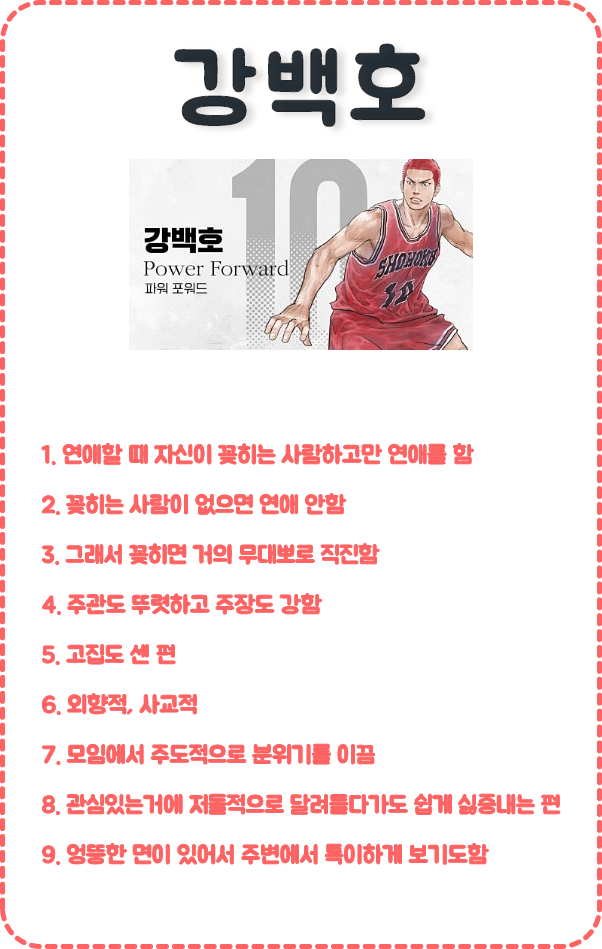 강백호
10
강백호
Power Forward
파워 포워드
SHOHOKU
10
1. 연애할 때 자신이 꽂히는 사람하고만 연애를 함
2. 꽂히는 사람이 없으면 연애 안함
3. 그래서 꽂히면 거의 무대뽀로 직진함
4. 주관도 뚜렷하고 주장도 강함
5. 고집도 센 편
6. 외향적, 사교적
7. 모임에서 주도적으로 분위기를 이끔
8. 관심있는거에 저돌적으로 달려들다가도 쉽게 싫증내는 편
9. 엉뚱한 면이 있어서 주변에서 특이하게 보기도함